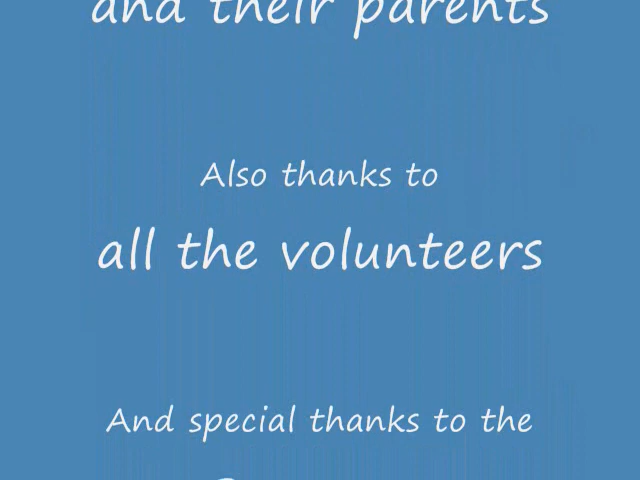 and their parents
Also thanks to
all the volunteers
And special thanks to the